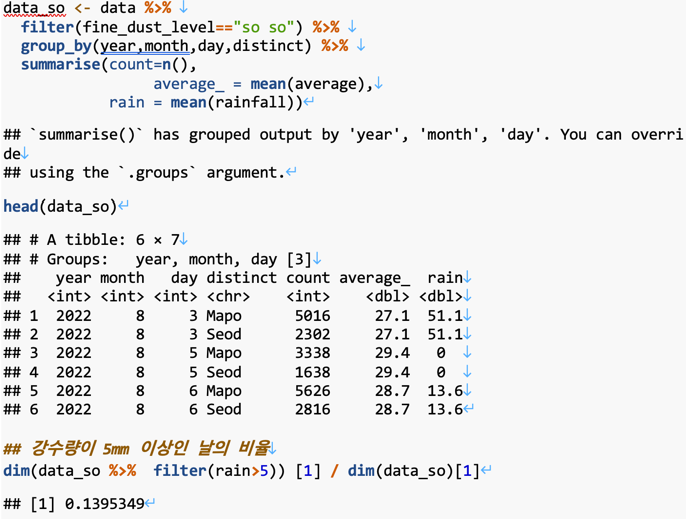 data_so <- data %>% ↓
  filter(fine_dust_level=="so so") %>% ↓
  group_by(year,month,day,distinct) %>% ↓
  summarise(count=n(),
                 average_ = mean(average),↓
            rain = mean(rainfall))↵
## `summarise()` has grouped output by 'year', 'month', 'day'. You can overri
de↓
## using the `.groups` argument.↵
head(data_so)↵
## # A tibble: 6 × 7↓
## # Groups:   year, month, day [3]↓
##    year month   day distinct count average_  rain↓
##   <int> <int> <int> <chr>    <int>    <dbl> <dbl>↓
## 1  2022     8     3 Mapo      5016     27.1  51.1↓
## 2  2022     8     3 Seod      2302     27.1  51.1↓
## 3  2022     8     5 Mapo      3338     29.4   0  ↓
## 4  2022     8     5 Seod      1638     29.4   0  ↓
## 5  2022     8     6 Mapo      5626     28.7  13.6↓
## 6  2022     8     6 Seod      2816     28.7  13.6↵
## 강수량이 5mm 이상인 날의 비율↓
dim(data_so %>%  filter(rain>5)) [1] / dim(data_so)[1]↵
## [1] 0.1395349↵